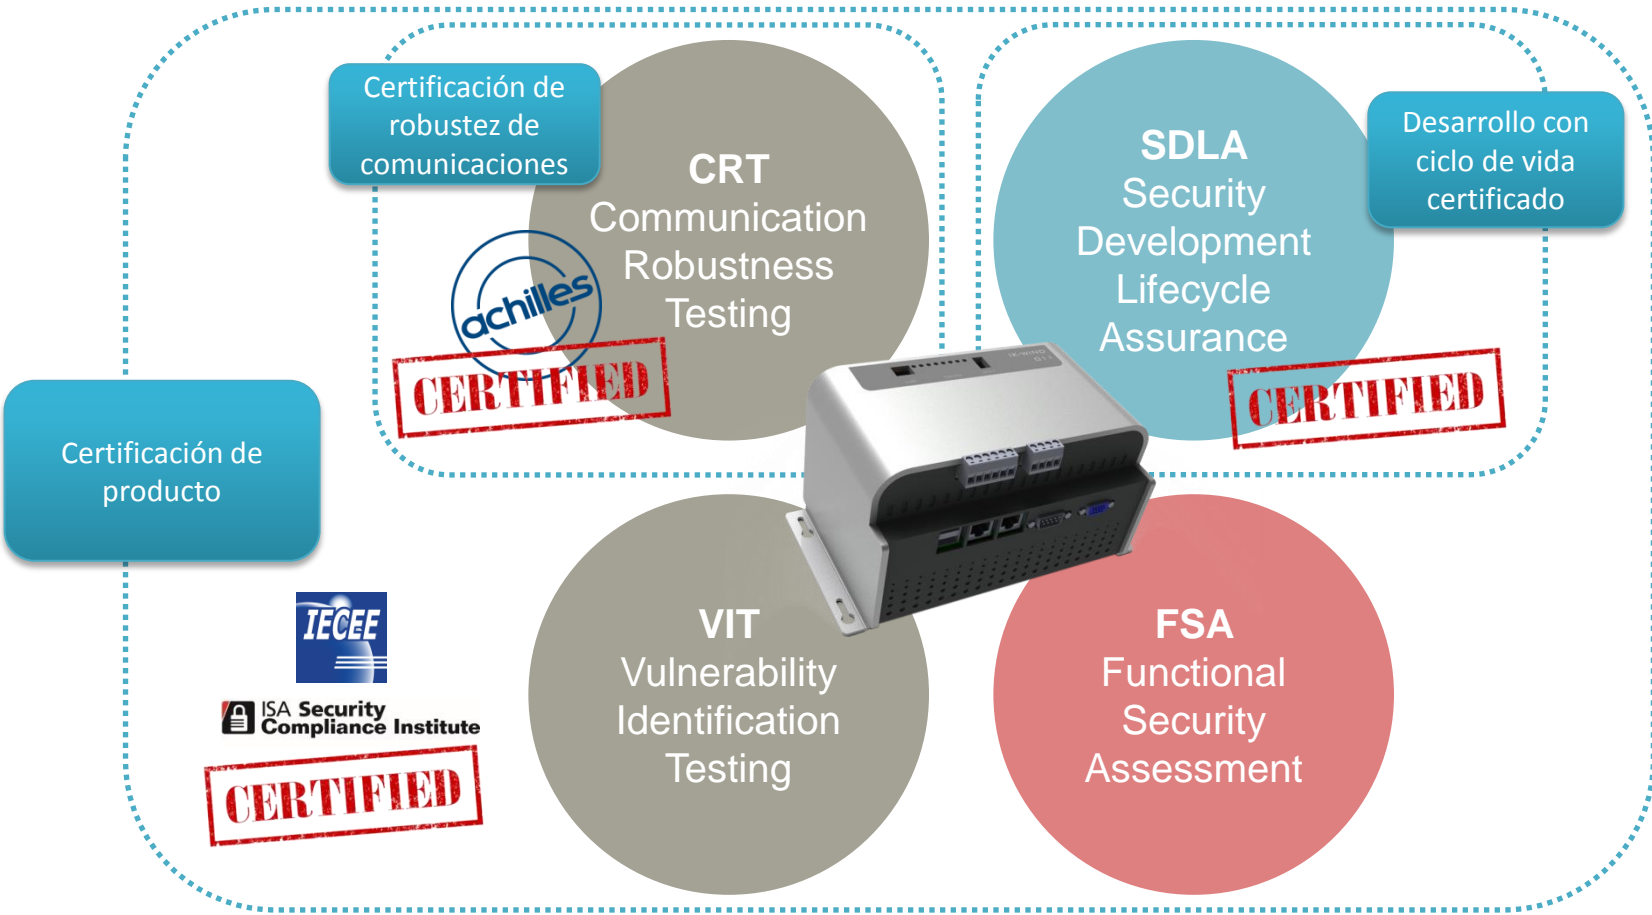 Certificación de
robustez de
comunicaciones
CRT
Communication
Robustness
Testing
achilles
CERTIFIED
SDLA
Security
Development
Lifecycle
Assurance
Desarrollo con
ciclo de vida
certificado
CERTIFIED
Certificación de
producto
IECEE
ISA Security
Compliance Institute
CERTIFIED
VIT
Vulnerability
Identification
Testing
FSA
Functional
Security
Assessment